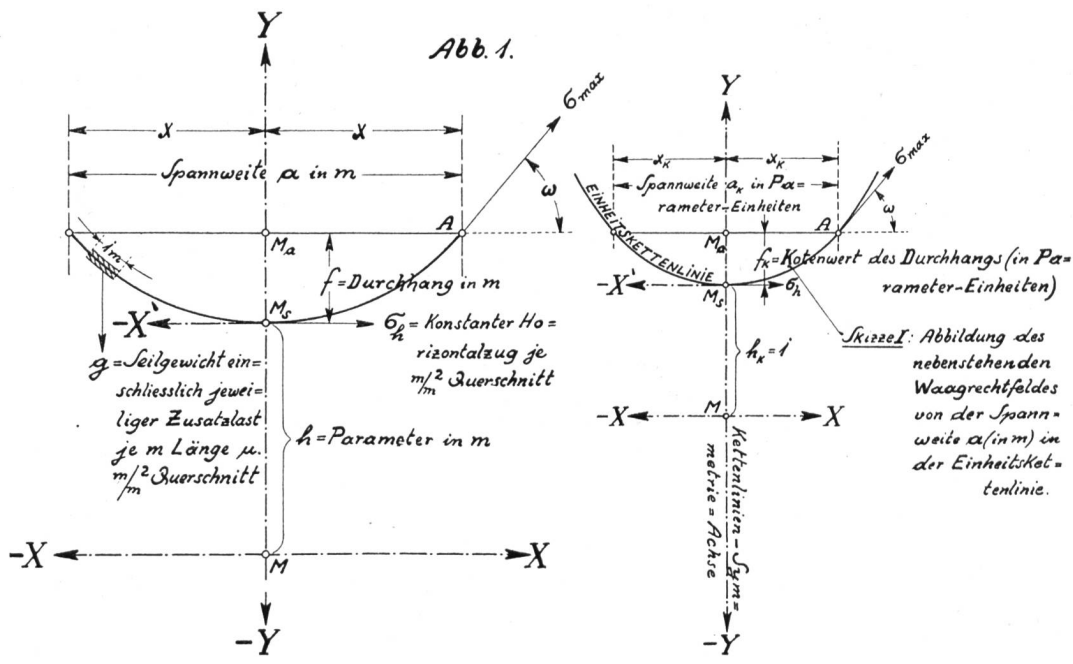 Abb. 1.
Y
x
x
Spannweite a in m
A
ω
σmax
Ma
1m
f=Durchhang in m
Ms
-X'
σh=Konstanter Ho=
rizontalzug je
m/m² Querschnitt
g=Seilgewicht ein=
schliesslich jewei=
liger Zusatzlast
je m Länge u.
m/m² Querschnitt
h=Parameter in m
-X
M
X
-Y
Y
xK
xK
Spannweite aK in Pa=
rameter-Einheiten
EINHEITSKETTENLINIE
A
ω
σmax
Ma
fK=Kotenwert des Durchhangs (in Pa=
rameter-Einheiten)
-X'
Ms
σh
hK=1
Skizze I: Abbildung des
nebenstehenden
Waagrechtfeldes
von der Spann=
weite a (in m) in
der Einheitsket=
tenlinie.
-X
M
X
Kettenlinien-Sym=
metrie=Achse
-Y